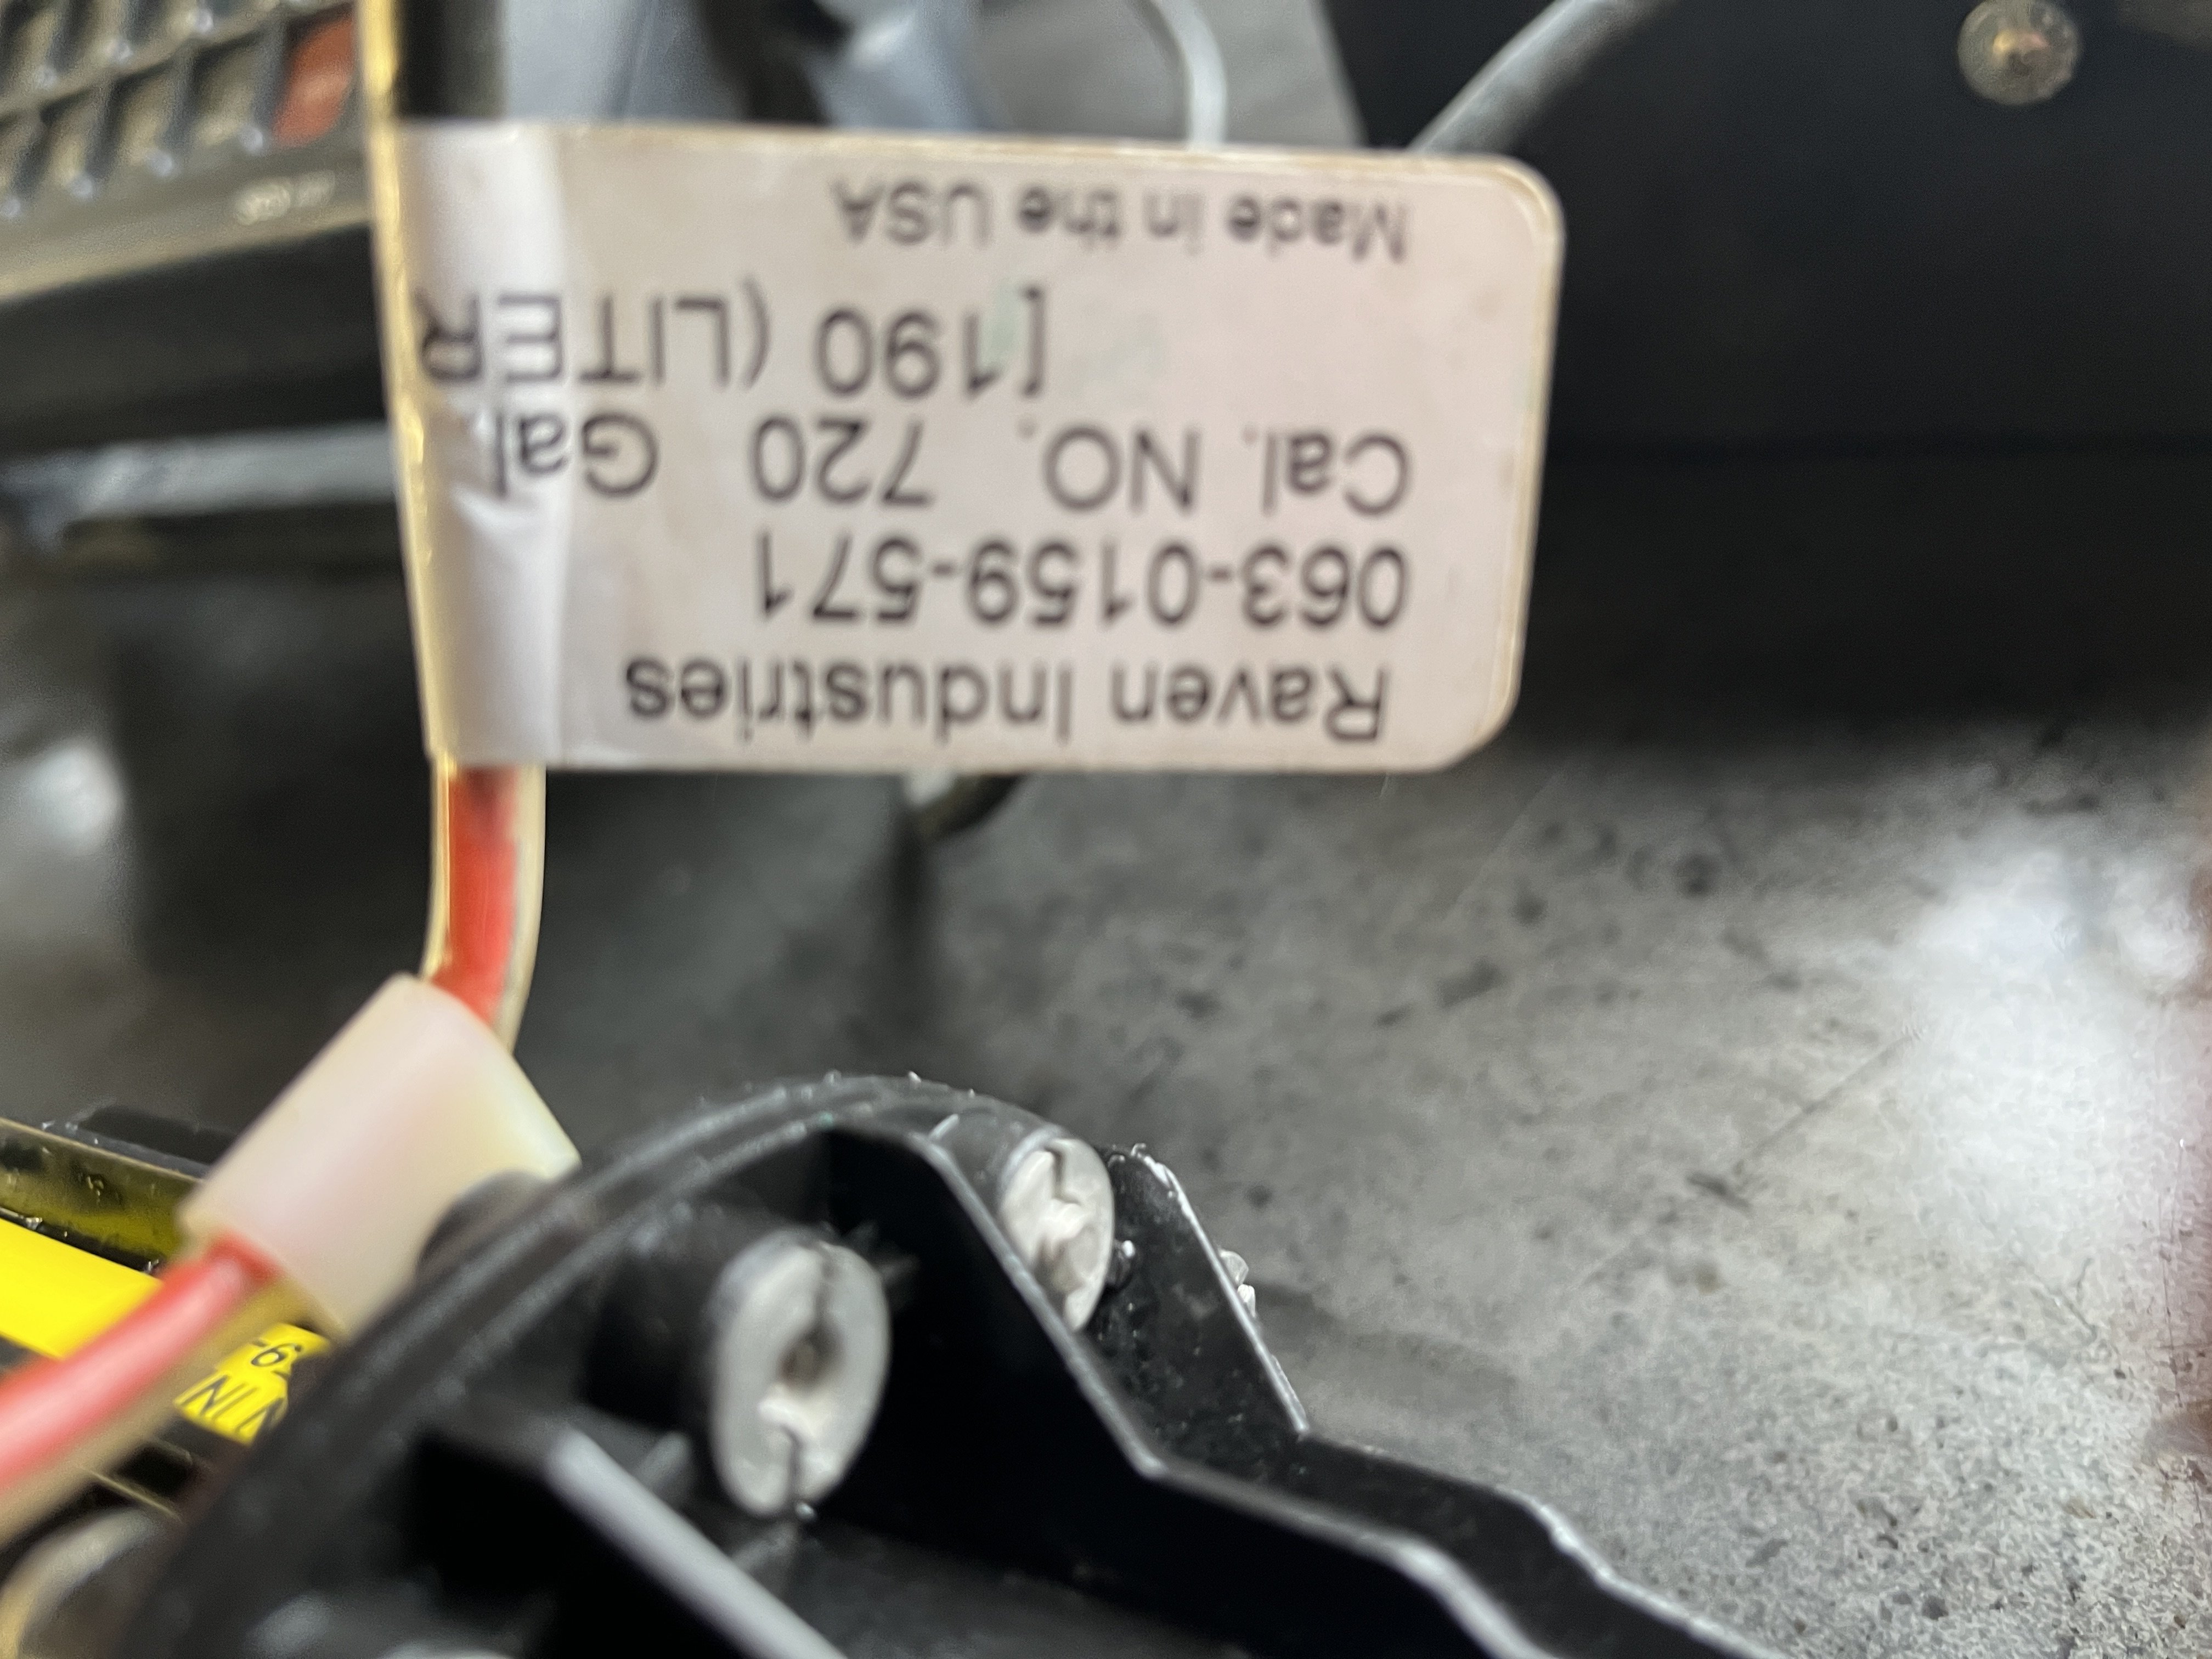 Raven Industries
063-0159-571
Cal. NO. 720 Gal
[190 (LITER
Made in the USA